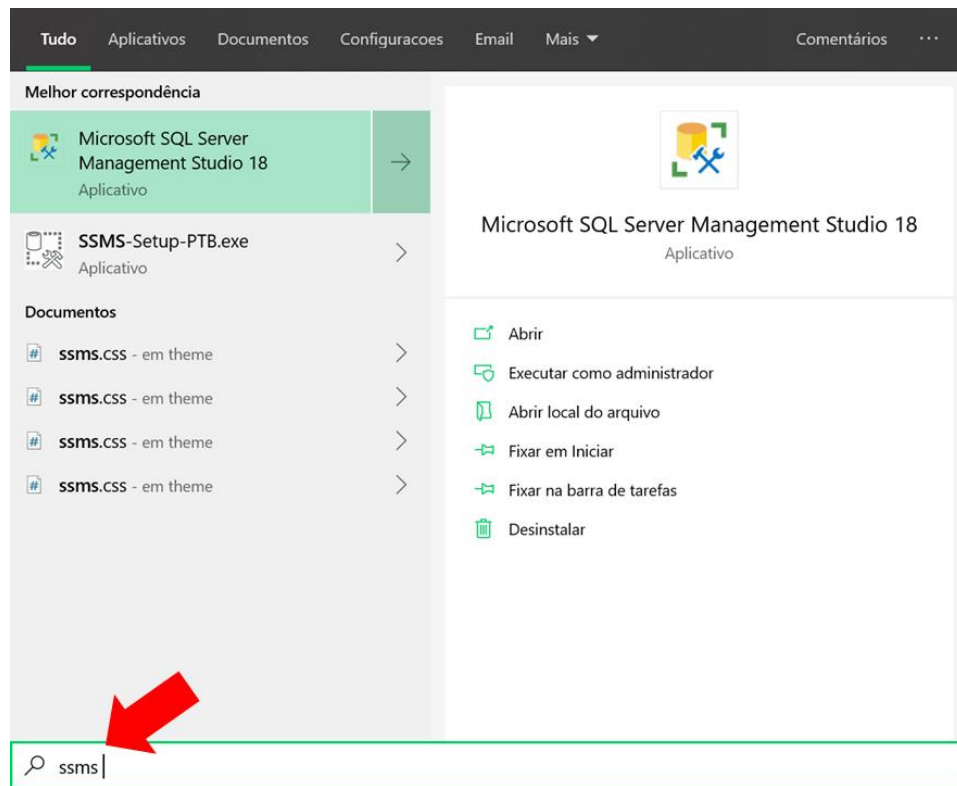 Tudo Aplicativos Documentos Configuracoes Email Mais Comentários ...
Melhor correspondência
Microsoft SQL Server
Management Studio 18
Aplicativo
SSMS-Setup-PTB.exe
Aplicativo
Documentos
ssms.css - em theme
ssms.css - em theme
ssms.css - em theme
ssms.css - em theme
Microsoft SQL Server Management Studio 18
Aplicativo
Abrir
Executar como administrador
Abrir local do arquivo
Fixar em Iniciar
Fixar na barra de tarefas
Desinstalar
ssms